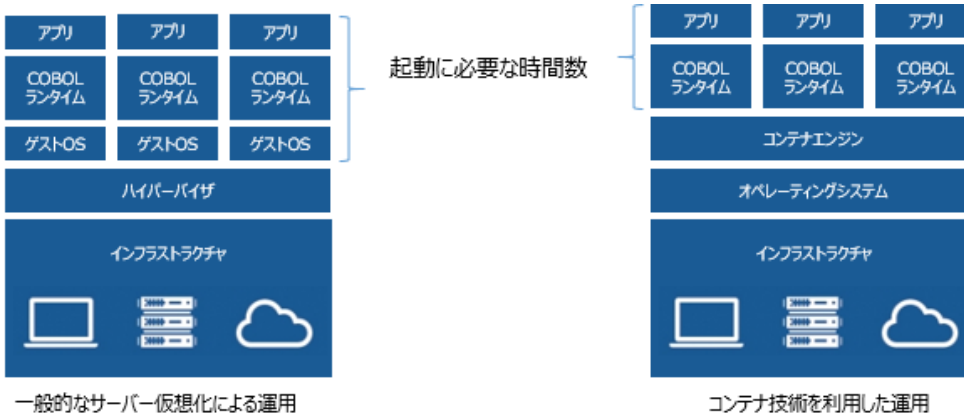 アプリ
アプリ
アプリ
COBOL
ランタイム
COBOL
ランタイム
COBOL
ランタイム
ゲストOS
ゲストOS
ゲストOS
ハイパーバイザ
インフラストラクチャ
一般的なサーバー仮想化による運用
起動に必要な時間数
アプリ
アプリ
アプリ
COBOL
ランタイム
COBOL
ランタイム
COBOL
ランタイム
コンテナエンジン
オペレーティングシステム
インフラストラクチャ
コンテナ技術を利用した運用